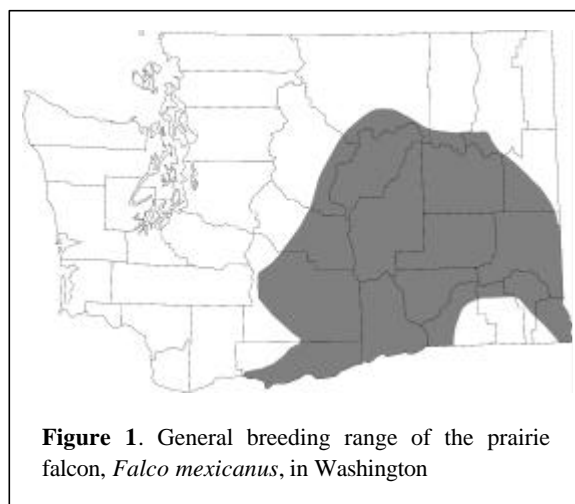 Figure 1. General breeding range of the prairie
falcon, Falco mexicanus, in Washington